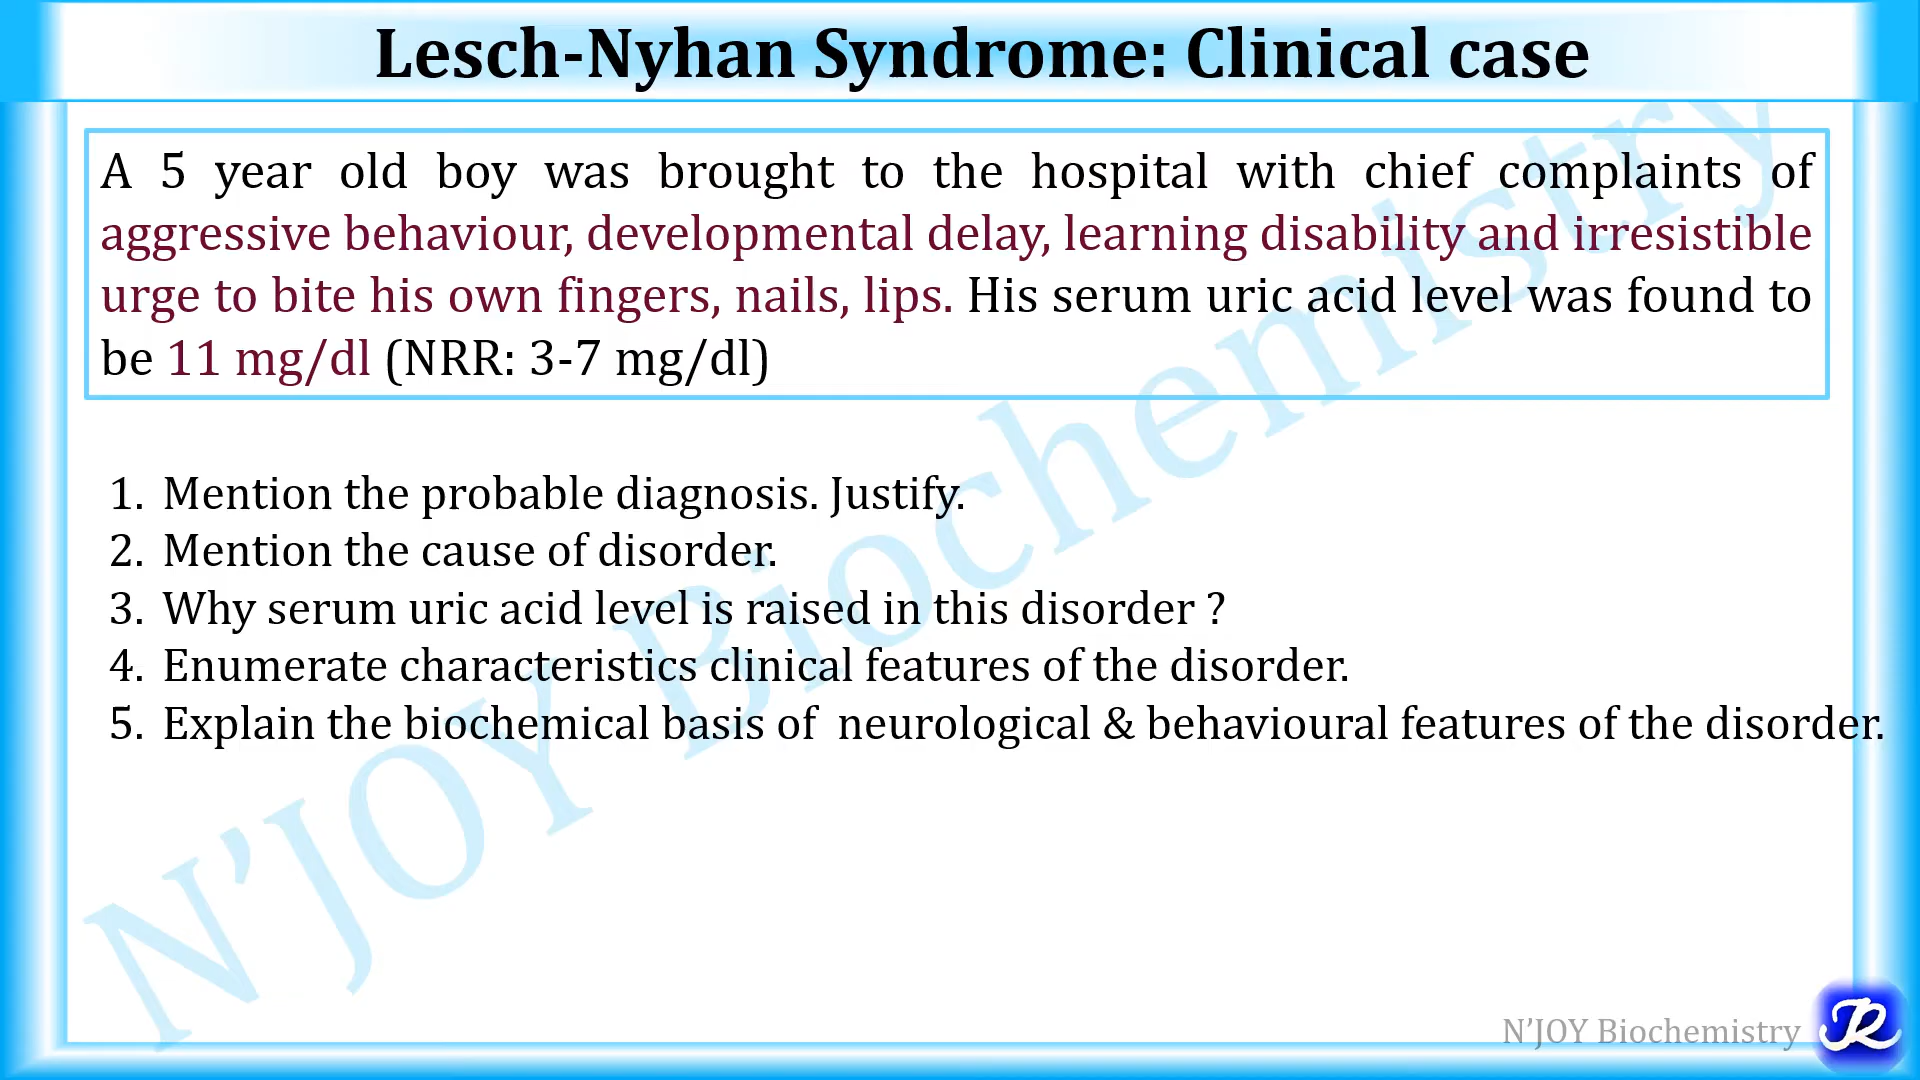 Lesch-Nyhan Syndrome: Clinical case
A 5 year old boy was brought to the hospital with chief complaints of
aggressive behaviour, developmental delay, learning disability and irresistible
urge to bite his own fingers, nails, lips. His serum uric acid level was found to
be 11 mg/dl (NRR: 3-7 mg/dl)
1. Mention the probable diagnosis. Justify.
2. Mention the cause of disorder.
3. Why serum uric acid level is raised in this disorder ?
4. Enumerate characteristics clinical features of the disorder.
5. Explain the biochemical basis of  neurological & behavioural features of the disorder.
N'JOY Biochemistry
N'JOY Biochemistry
JR